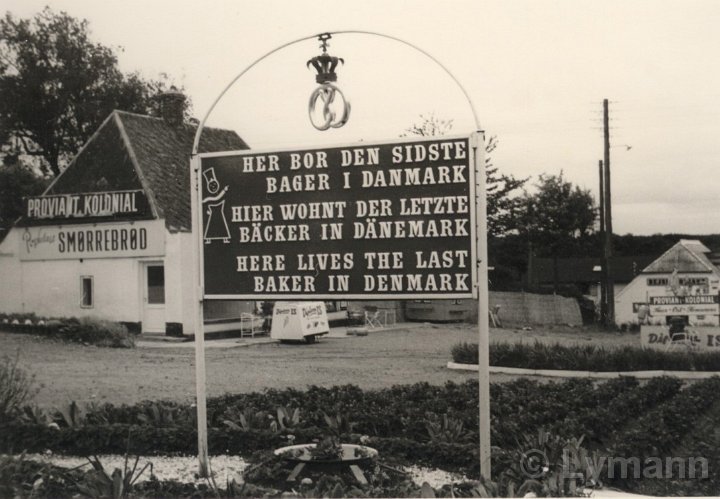 HER BOR DEN SIDSTE
BAGER I DANMARK
HIER WOHNT DER LETZTE
BÄCKER IN DÄNEMARK
HERE LIVES THE LAST
BAKER IN DENMARK
PROVIANT. KOLONIAL
SMØRREBRØD
PROVIANT KOLONIAL
IS
© Lymann